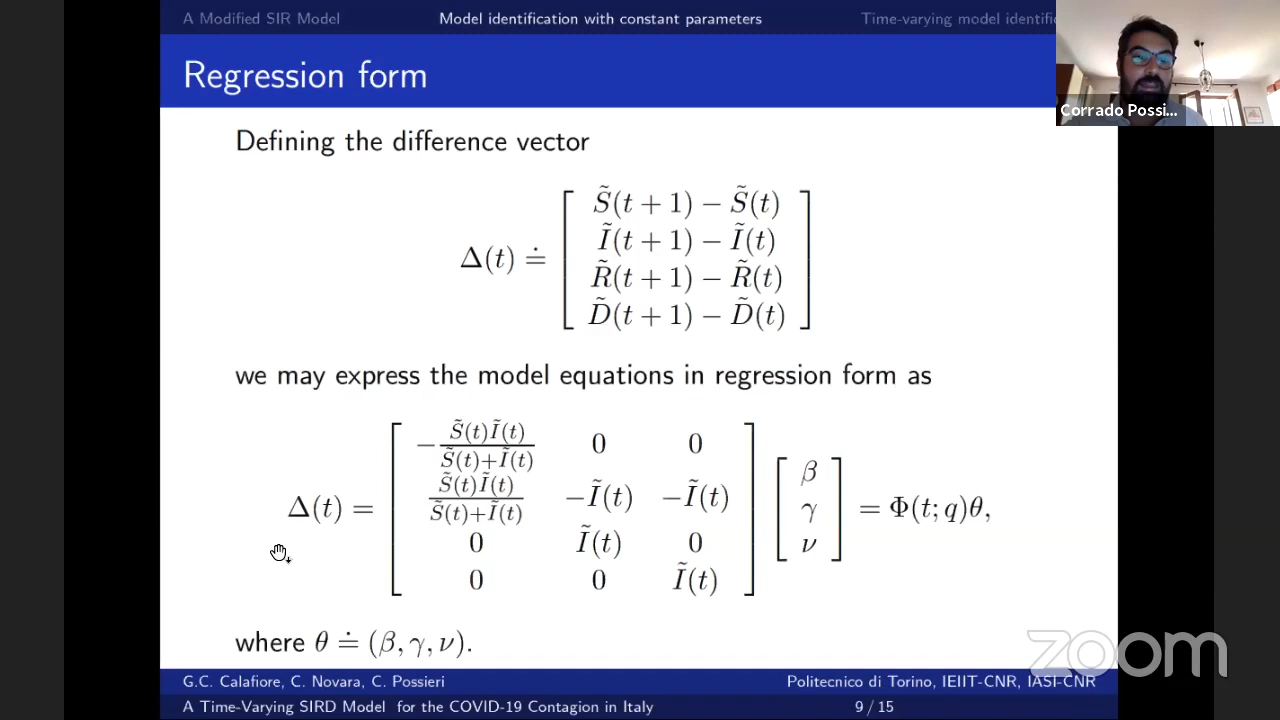 A Modified SIR Model Model identification with constant parameters Time-varying model identifi
Regression form
Corrado Possi...
Defining the difference vector
Δ(t) ≐ [ S̃(t + 1) − S̃(t)
Ĩ(t + 1) − Ĩ(t)
R̃(t + 1) − R̃(t)
D̃(t + 1) − D̃(t) ]
we may express the model equations in regression form as
Δ(t) = [ −S̃(t)Ĩ(t)/S̃(t)+Ĩ(t) 0 0
S̃(t)Ĩ(t)/S̃(t)+Ĩ(t) −Ĩ(t) −Ĩ(t)
0 Ĩ(t) 0
0 0 Ĩ(t) ] [ β γ ν ] = Φ(t; q)θ,
where θ ≐ (β, γ, ν).
zoom
G.C. Calafiore, C. Novara, C. Possieri Politecnico di Torino, IEIIT-CNR, IASI-CNR
A Time-Varying SIRD Model for the COVID-19 Contagion in Italy 9 / 15